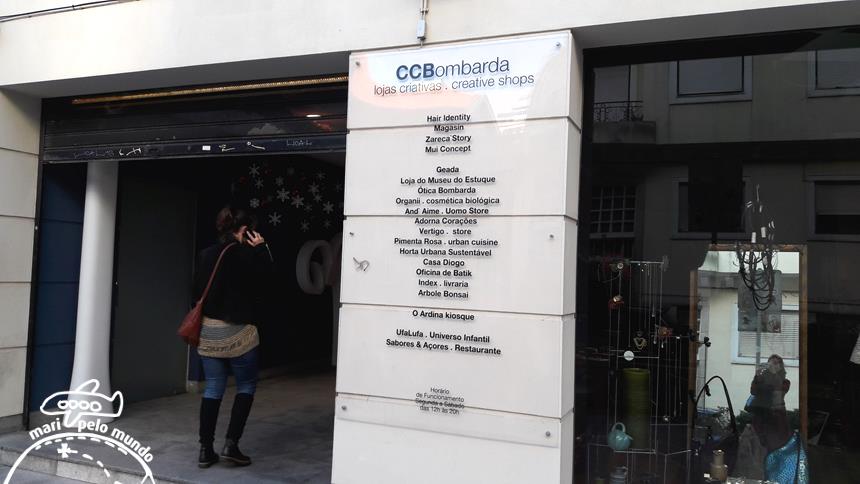 CCBombarda
lojas criativas . creative shops
Hair Identity
Magasin
Zareca Story
Mui Concept
Geada
Loja do Museu do Estuque
Ótica Bombarda
Organii . cosmética biológica
And´Aime . Uomo Store
Adorna Corações
Vertigo . store
Pimenta Rosa . urban cuisine
Horta Urbana Sustentável
Casa Diogo
Oficina de Batik
Index . livraria
Arbole Bonsai
O Ardina kiosque
UfaLufa . Universo Infantil
Sabores & Açores . Restaurante
Horário
de Funcionamento
Segunda a Sábado
das 12h às 20h
mari pelo mundo